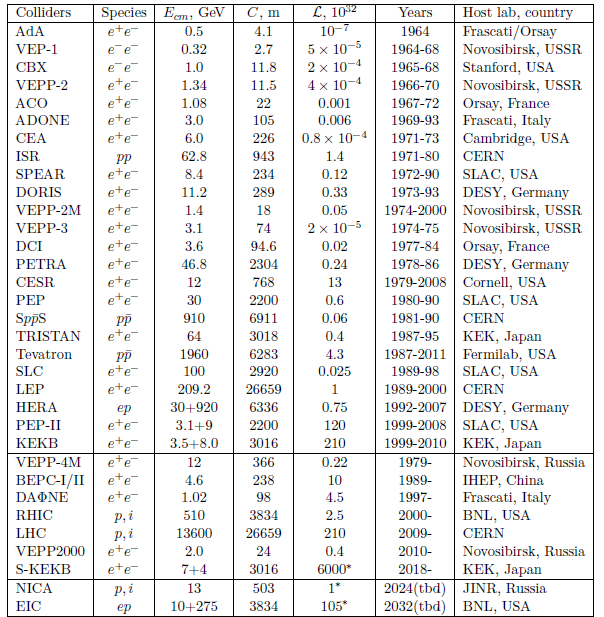 Colliders Species E_cm, GeV C, m ℒ, 10³² Years Host lab, country
AdA e⁺e⁻ 0.5 4.1 10⁻⁷ 1964 Frascati/Orsay
VEP-1 e⁻e⁻ 0.32 2.7 5 × 10⁻⁵ 1964-68 Novosibirsk, USSR
CBX e⁻e⁻ 1.0 11.8 2 × 10⁻⁴ 1965-68 Stanford, USA
VEPP-2 e⁺e⁻ 1.34 11.5 4 × 10⁻⁴ 1966-70 Novosibirsk, USSR
ACO e⁺e⁻ 1.08 22 0.001 1967-72 Orsay, France
ADONE e⁺e⁻ 3.0 105 0.006 1969-93 Frascati, Italy
CEA e⁺e⁻ 6.0 226 0.8 × 10⁻⁴ 1971-73 Cambridge, USA
ISR pp 62.8 943 1.4 1971-80 CERN
SPEAR e⁺e⁻ 8.4 234 0.12 1972-90 SLAC, USA
DORIS e⁺e⁻ 11.2 289 0.33 1973-93 DESY, Germany
VEPP-2M e⁺e⁻ 1.4 18 0.05 1974-2000 Novosibirsk, USSR
VEPP-3 e⁺e⁻ 3.1 74 2 × 10⁻⁵ 1974-75 Novosibirsk, USSR
DCI e⁺e⁻ 3.6 94.6 0.02 1977-84 Orsay, France
PETRA e⁺e⁻ 46.8 2304 0.24 1978-86 DESY, Germany
CESR e⁺e⁻ 12 768 13 1979-2008 Cornell, USA
PEP e⁺e⁻ 30 2200 0.6 1980-90 SLAC, USA
Spp̄S pp̄ 910 6911 0.06 1981-90 CERN
TRISTAN e⁺e⁻ 64 3018 0.4 1987-95 KEK, Japan
Tevatron pp̄ 1960 6283 4.3 1987-2011 Fermilab, USA
SLC e⁺e⁻ 100 2920 0.025 1989-98 SLAC, USA
LEP e⁺e⁻ 209.2 26659 1 1989-2000 CERN
HERA ep 30+920 6336 0.75 1992-2007 DESY, Germany
PEP-II e⁺e⁻ 3.1+9 2200 120 1999-2008 SLAC, USA
KEKB e⁺e⁻ 3.5+8.0 3016 210 1999-2010 KEK, Japan
VEPP-4M e⁺e⁻ 12 366 0.22 1979- Novosibirsk, Russia
BEPC-I/II e⁺e⁻ 4.6 238 10 1989- IHEP, China
DAΦNE e⁺e⁻ 1.02 98 4.5 1997- Frascati, Italy
RHIC p, i 510 3834 2.5 2000- BNL, USA
LHC p, i 13600 26659 210 2009- CERN
VEPP2000 e⁺e⁻ 2.0 24 0.4 2010- Novosibirsk, Russia
S-KEKB e⁺e⁻ 7+4 3016 6000* 2018- KEK, Japan
NICA p, i 13 503 1* 2024(tbd) JINR, Russia
EIC ep 10+275 3834 105* 2032(tbd) BNL, USA